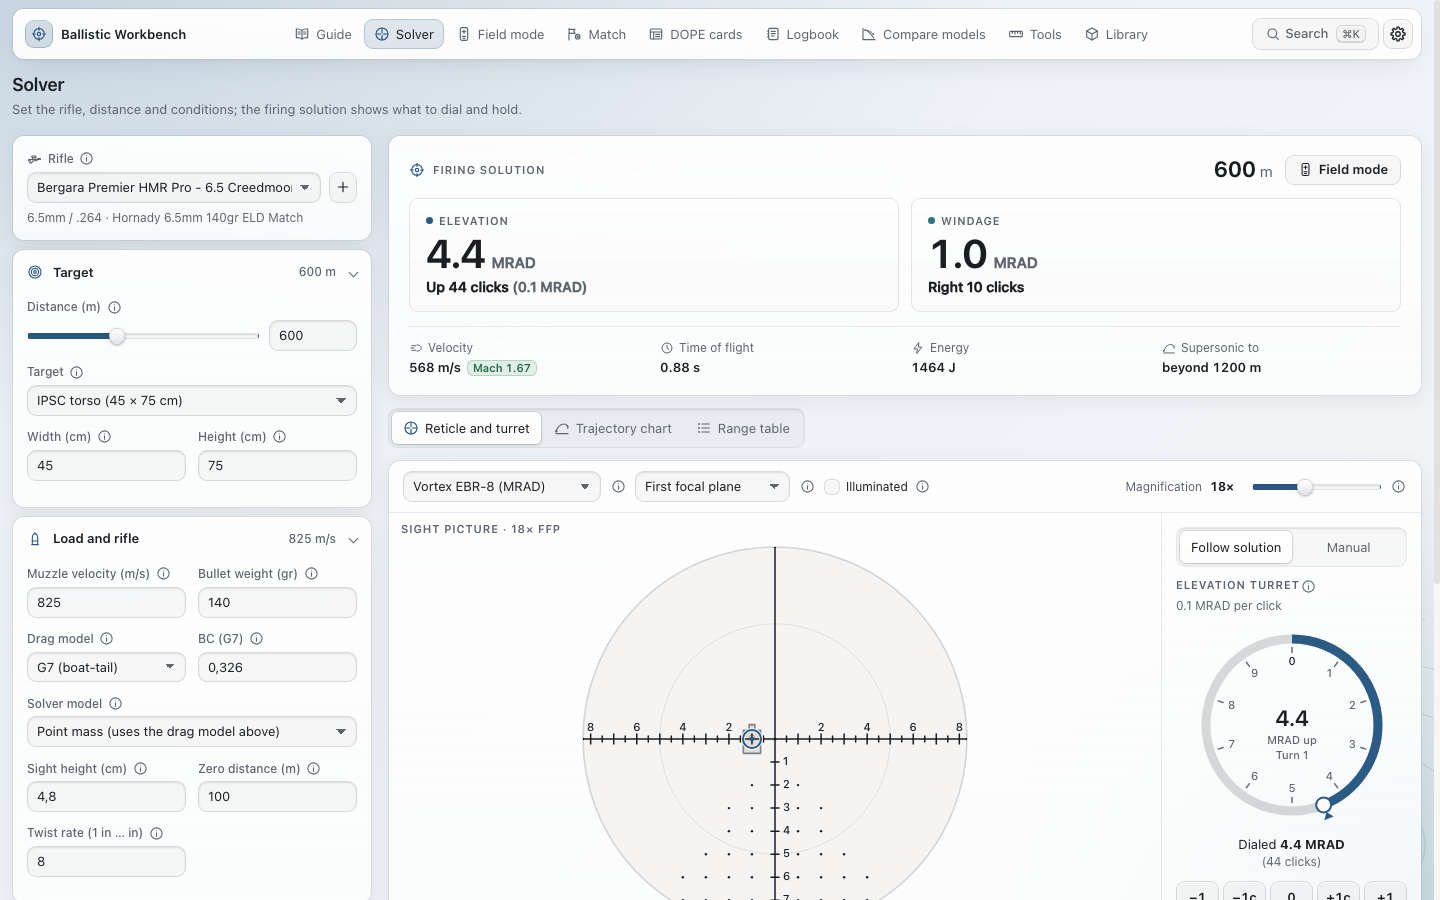 Ballistic Workbench
Guide
Solver
Field mode
Match
DOPE cards
Logbook
Compare models
Tools
Library
Search ⌘K
Solver
Set the rifle, distance and conditions; the firing solution shows what to dial and hold.
Rifle
Bergara Premier HMR Pro - 6.5 Creedmoor
6.5mm / .264 · Hornady 6.5mm 140gr ELD Match
Target 600 m
Distance (m)
600
Target
IPSC torso (45 × 75 cm)
Width (cm) Height (cm)
45 75
Load and rifle 825 m/s
Muzzle velocity (m/s) Bullet weight (gr)
825 140
Drag model BC (G7)
G7 (boat-tail) 0,326
Solver model
Point mass (uses the drag model above)
Sight height (cm) Zero distance (m)
4,8 100
Twist rate (1 in ... in)
8
FIRING SOLUTION
600 m
Field mode
ELEVATION
4.4 MRAD
Up 44 clicks (0.1 MRAD)
WINDAGE
1.0 MRAD
Right 10 clicks
Velocity
568 m/s Mach 1.67
Time of flight
0.88 s
Energy
1464 J
Supersonic to
beyond 1200 m
Reticle and turret
Trajectory chart
Range table
Vortex EBR-8 (MRAD)
First focal plane
Illuminated
Magnification 18×
SIGHT PICTURE · 18× FFP
8 6 4 2 2 4 6 8
1
2
3
4
5
6
7
Follow solution Manual
ELEVATION TURRET
0.1 MRAD per click
0
1
2
3
4
5
6
7
8
9
4.4
MRAD up
Turn 1
Dialed 4.4 MRAD
(44 clicks)
−1 −1c 0 +1c +1